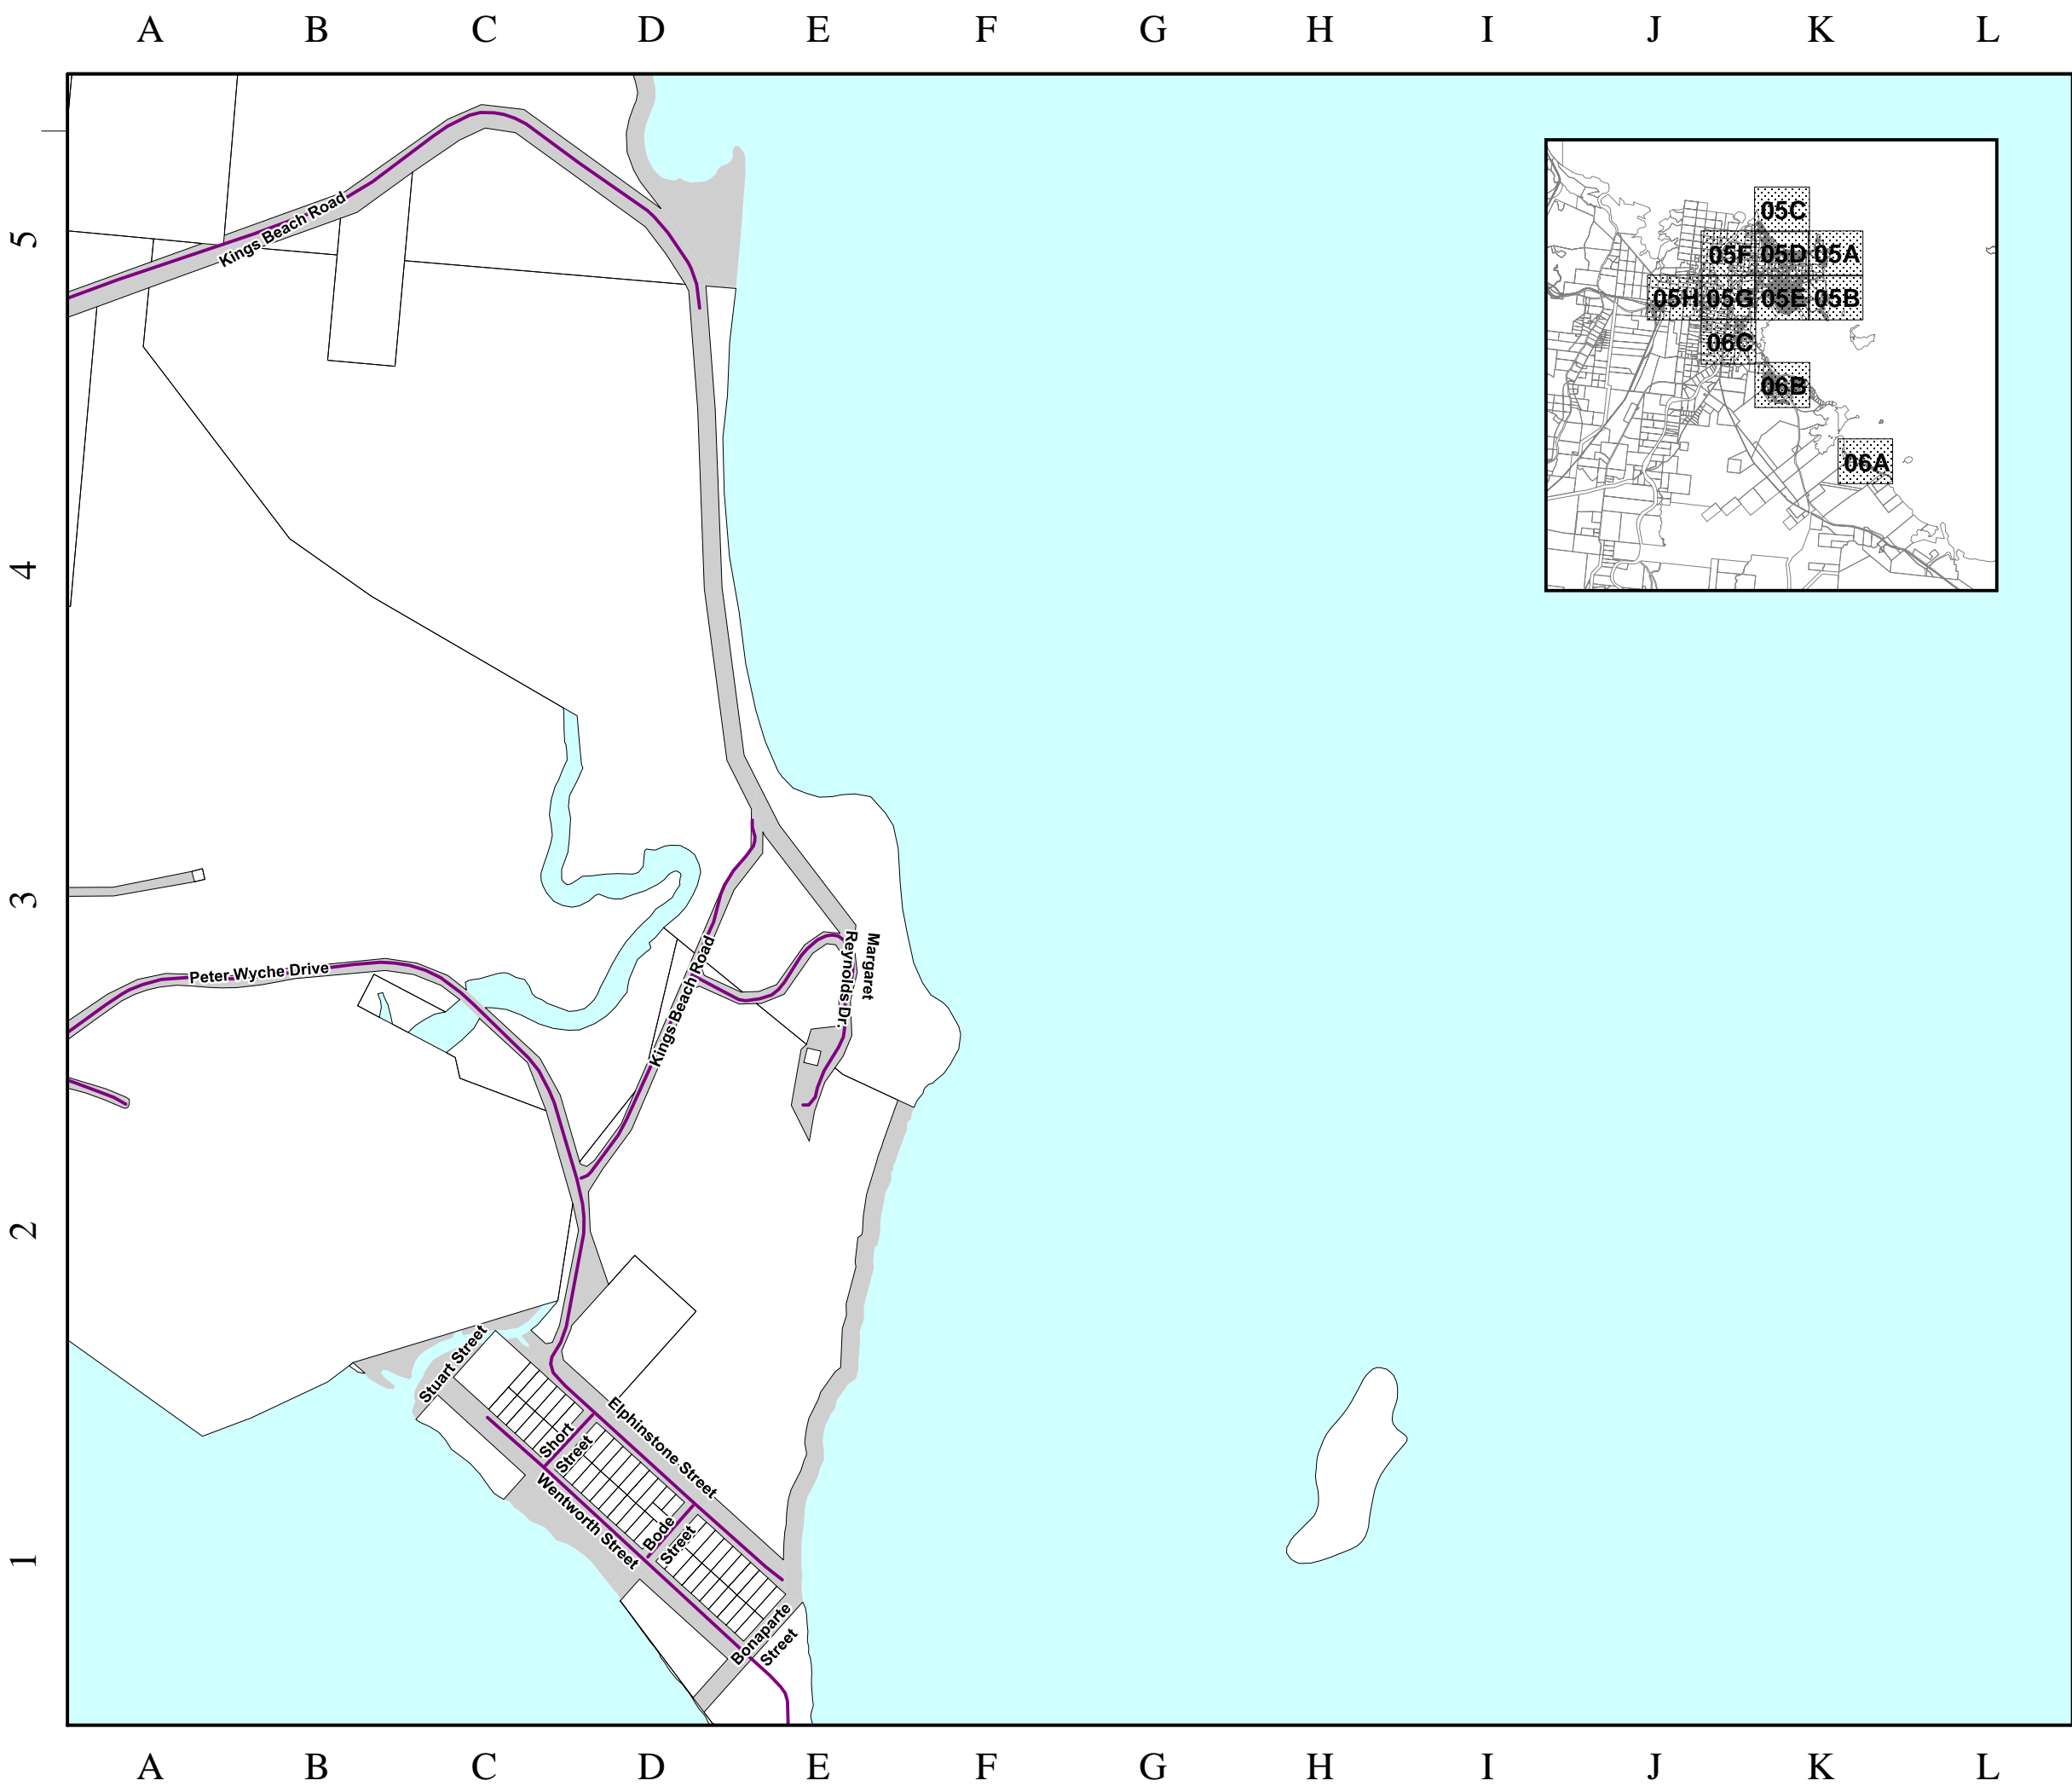 A B C D E F G H I J K L
5
4
3
2
1
Kings Beach Road
05C
05F 05D 05A
05H 05G 05E 05B
06C
06B
06A
Peter Wyche Drive
Kings Beach Road
Margaret
Reynolds Dr.
Stuart Street
Short
Street
Elphinstone Street
Wentworth Street
Bode
Street
Bonaparte
Street
A B C D E F G H I J K L